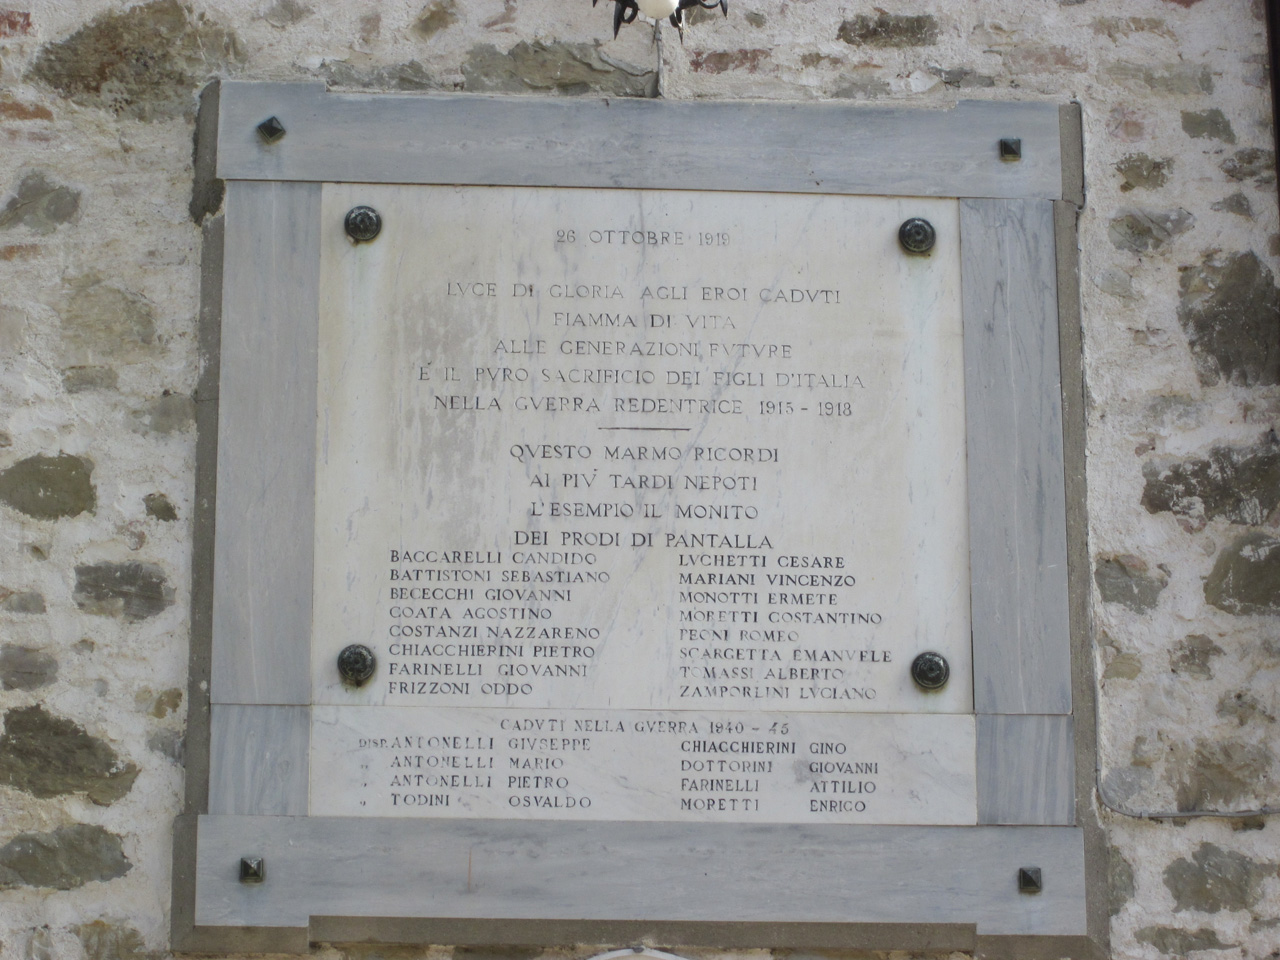 26 OTTOBRE 1919
LVCE DI GLORIA AGLI EROI CADVTI
FIAMMA DI VITA
ALLE GENERAZIONI FVTVRE
E' IL PVRO SACRIFICIO DEI FIGLI D'ITALIA
NELLA GVERRA REDENTRICE 1915 - 1918
QVESTO MARMO RICORDI
AI PIV' TARDI NEPOTI
L'ESEMPIO IL MONITO
DEI PRODI DI PANTALLA
BACCARELLI CANDIDO
BATTISTONI SEBASTIANO
BECECCHI GIOVANNI
COATA AGOSTINO
COSTANZI NAZZARENO
CHIACCHIERINI PIETRO
FARINELLI GIOVANNI
FRIZZONI ODDO
LVCHETTI CESARE
MARIANI VINCENZO
MONOTTI ERMETE
MORETTI COSTANTINO
PEONI ROMEO
SCARGETTA EMANVELE
TOMASSI ALBERTO
ZAMPORLINI LVCIANO
CADVTI NELLA GVERRA 1940 - 45
DISP. ANTONELLI GIVSEPPE
" ANTONELLI MARIO
ANTONELLI PIETRO
" TODINI OSVALDO
CHIACCHERINI GINO
DOTTORINI GIOVANNI
FARINELLI ATTILIO
MORETTI ENRICO